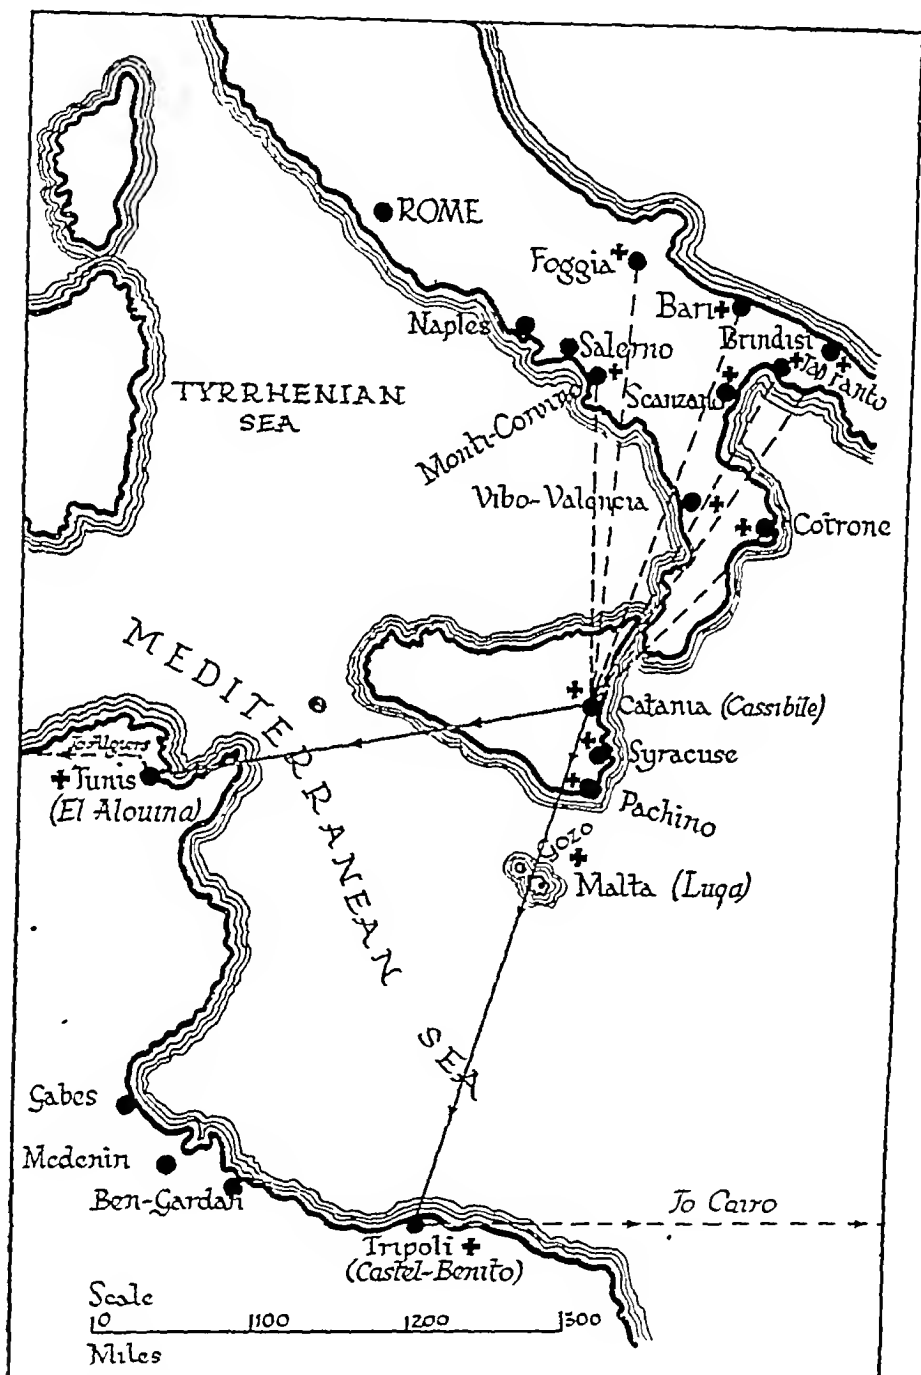 ROME
Foggia
Bari
Naples
Brindisi
Salerno
Taranto
TYRRHENIAN
SEA
Scanzano
Monti-Corvino
Vibo-Valencia
Cotrone
MEDITERRANEAN SEA
Catania (Cassibile)
To Algiers
Syracuse
Tunis
(El Alouina)
Pachino
Gozo
Malta (Luqa)
Gabes
Medenin
Ben-Gardan
To Cairo
Tripoli
(Castel-Benito)
Scale
0 100 200 300
Miles